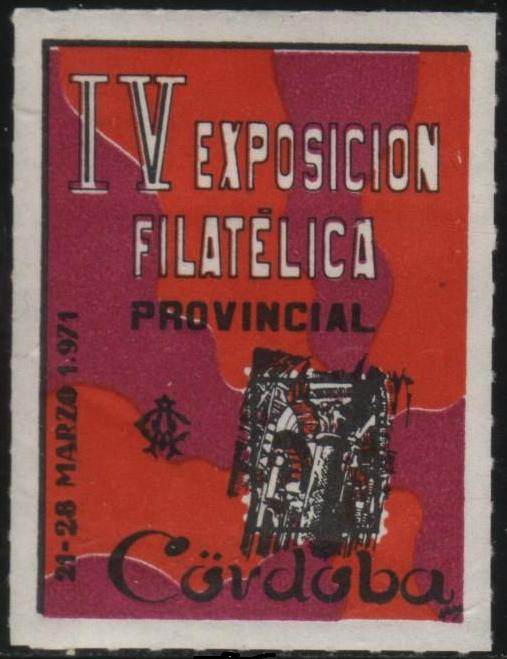 IV EXPOSICION
FILATÉLICA
PROVINCIAL
21-28 MARZO 1.971
Córdoba